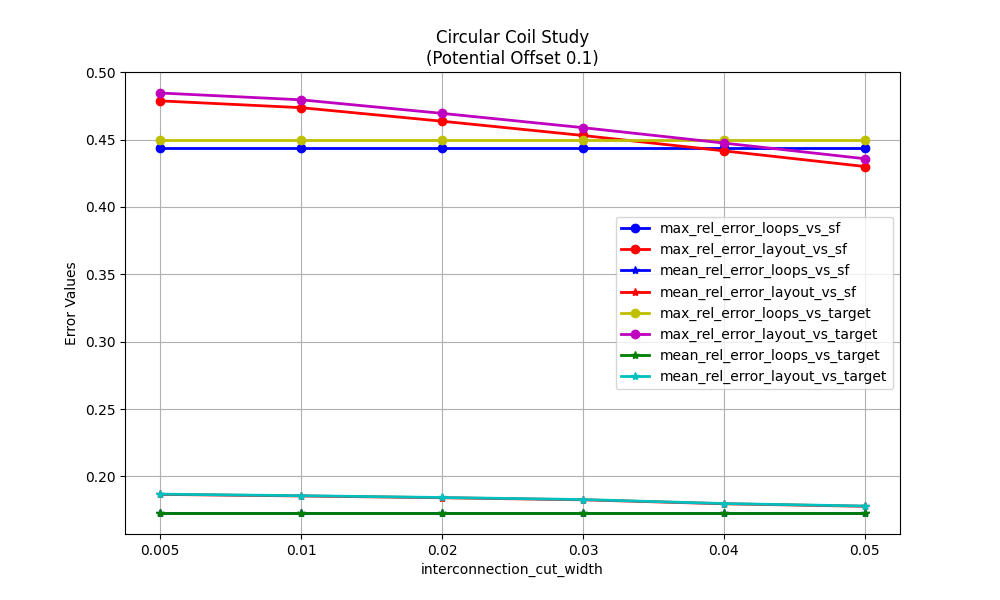 Circular Coil Study
(Potential Offset 0.1)
0.50
0.45
0.40
0.35
0.30
0.25
0.20
Error Values
max_rel_error_loops_vs_sf
max_rel_error_layout_vs_sf
mean_rel_error_loops_vs_sf
mean_rel_error_layout_vs_sf
max_rel_error_loops_vs_target
max_rel_error_layout_vs_target
mean_rel_error_loops_vs_target
mean_rel_error_layout_vs_target
0.005 0.01 0.02 0.03 0.04 0.05
interconnection_cut_width